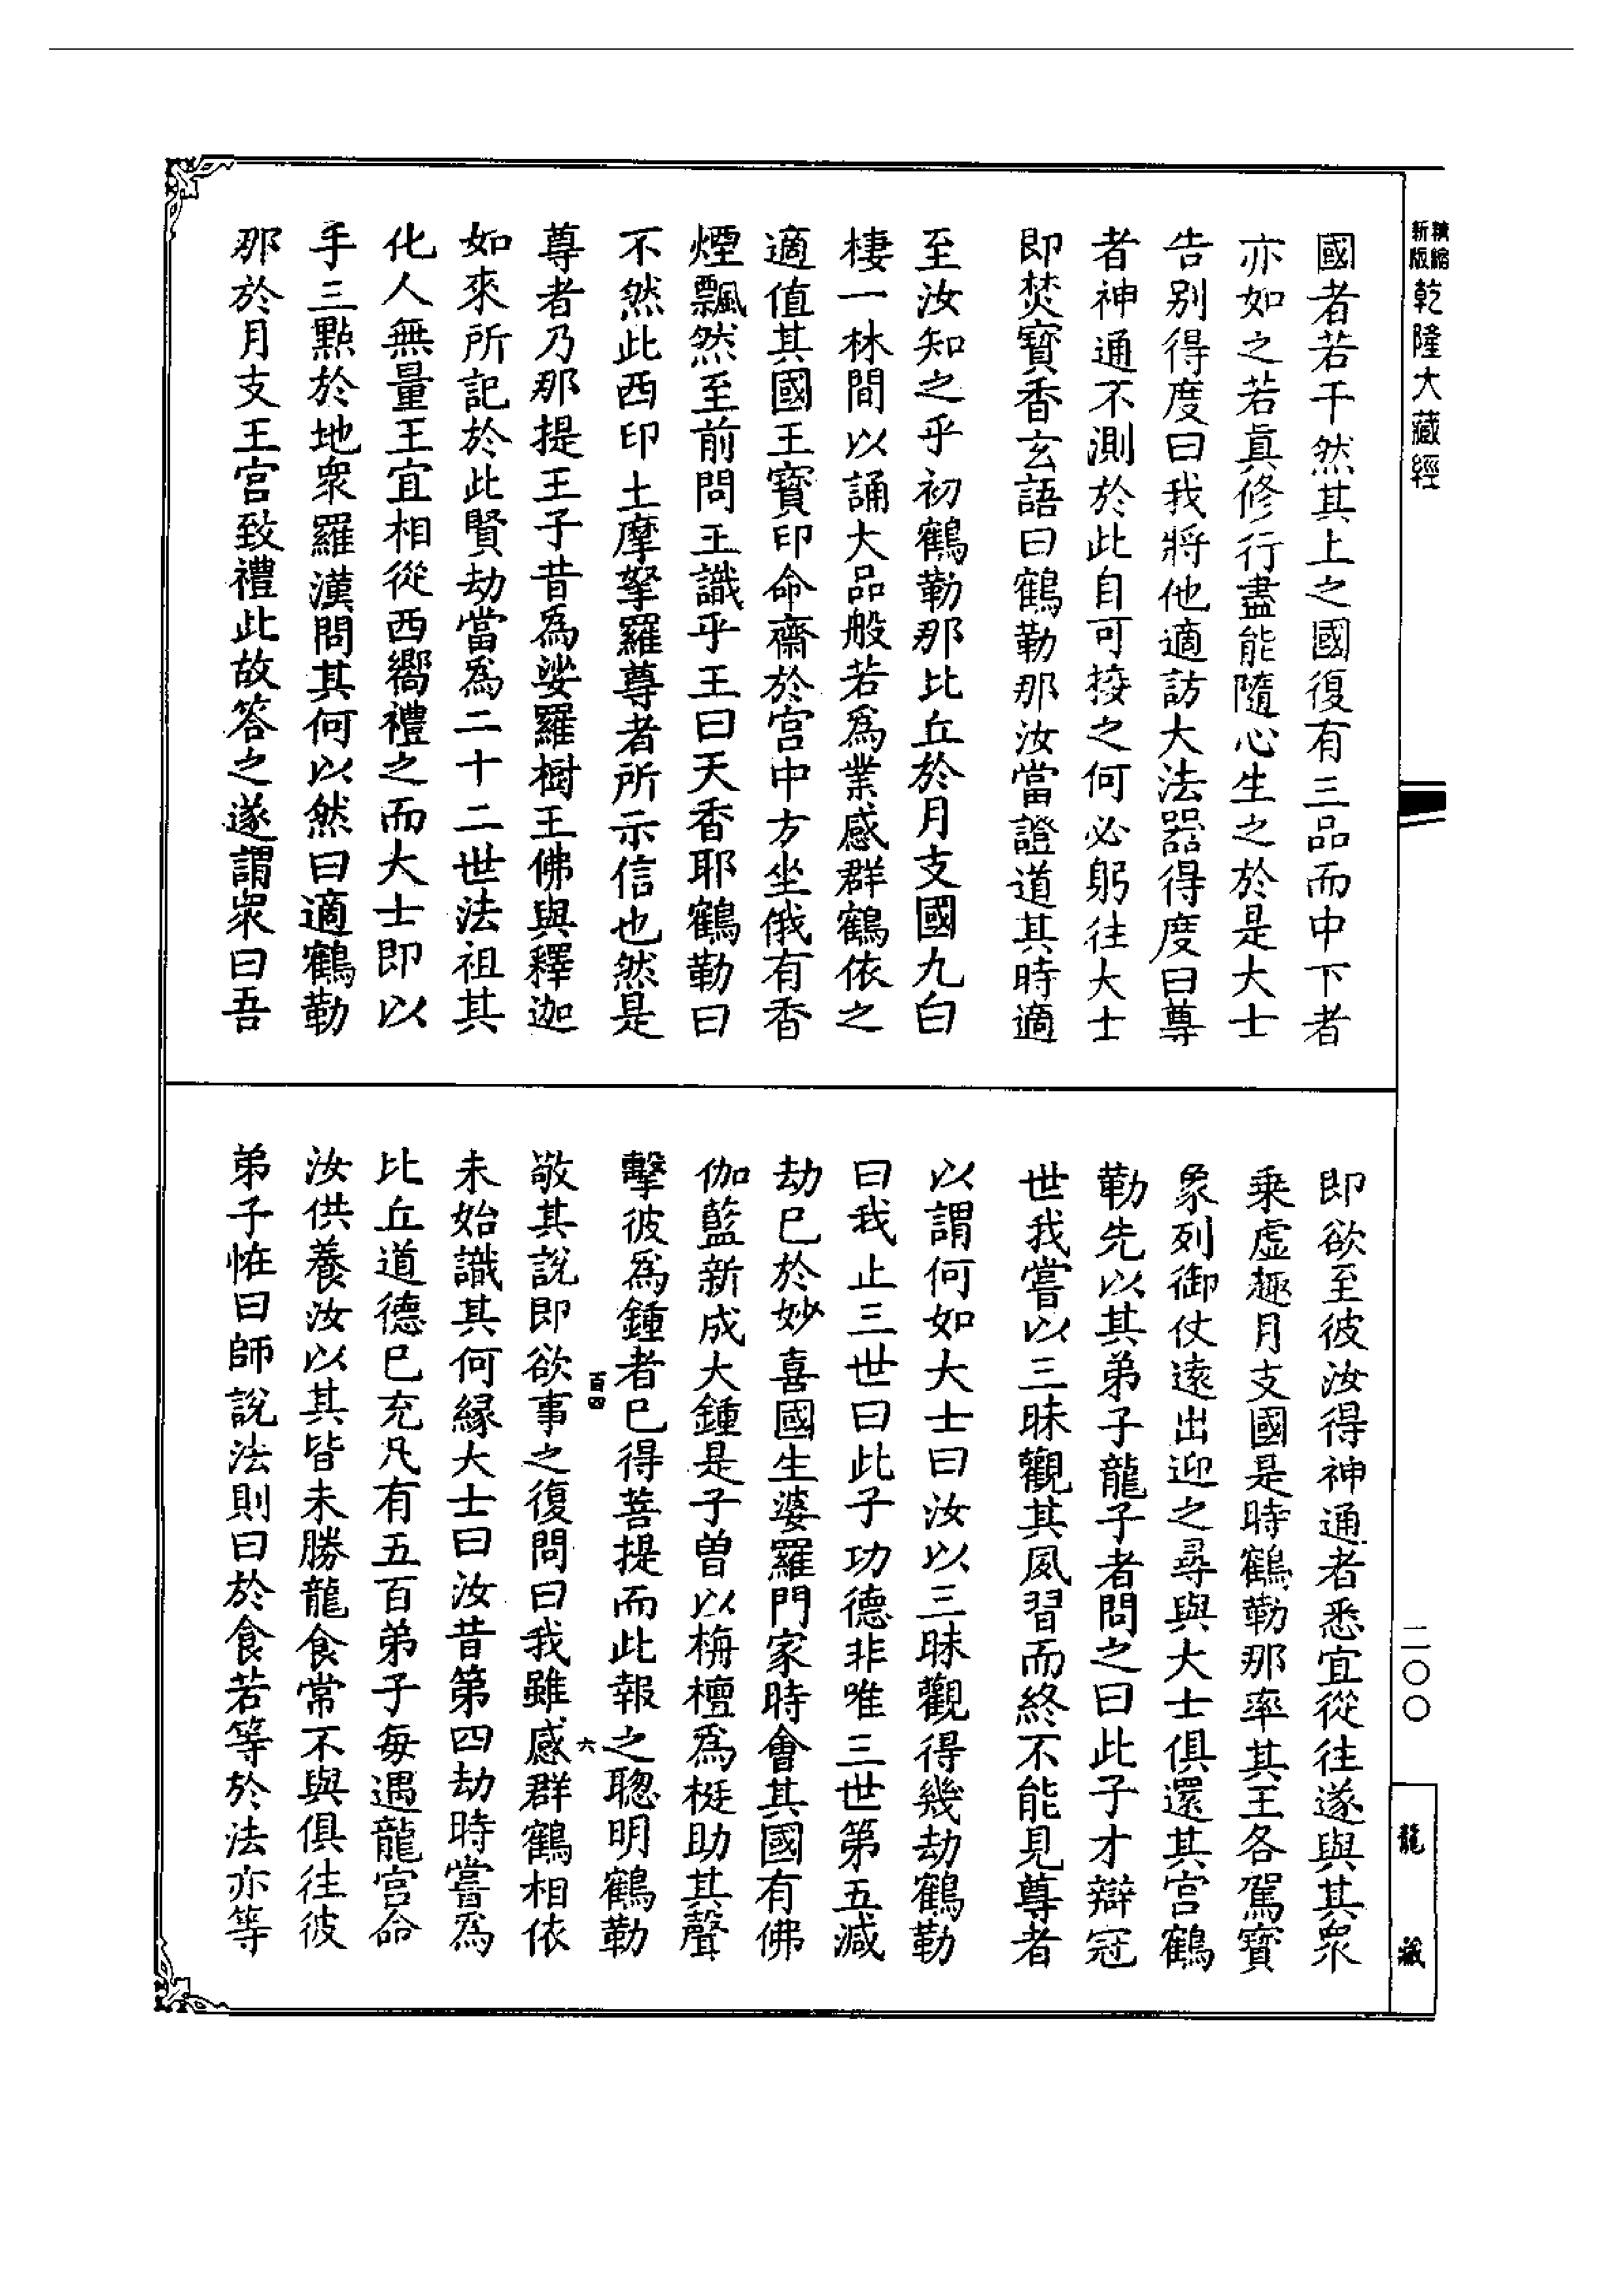 精縮新版乾隆大藏經
國者若干然其上之國復有三品而中下者
亦如之若真修行盡能隨心生之於是大士
告别得度曰我將他適訪大法器得度曰尊
者神通不測於此自可接之何必躬往大士
即焚寶香玄語曰鶴勒那汝當證道其時適
至汝知之乎初鶴勒那比丘於月支國九白
棲一林間以誦大品般若爲業感群鶴依之
適值其國王寶印命齋於宫中方坐俄有香
煙飄然至前問王識乎王曰天香耶鶴勒曰
不然此西印土摩拏羅尊者所示信也然是
尊者乃那提王子昔爲娑羅樹王佛與釋迦
如來所記於此賢劫當爲二十二世法祖其
化人無量王宜相從西嚮禮之而大士即以
手三點於地衆羅漢問其何以然曰適鶴勒
那於月支王宫致禮此故答之遂謂衆曰吾
即欲至彼汝得神通者悉宜從往遂與其衆
乘虚趣月支國是時鶴勒那率其王各駕寶
象列御仗遠出迎之尋與大士俱還其宫鶴
勒先以其弟子龍子者問之曰此子才辯冠
世我嘗以三昧觀其夙習而終不能見尊者
以謂何如大士曰汝以三昧觀得幾劫鶴勒
曰我止三世曰此子功德非唯三世第五減
劫巳於妙喜國生婆羅門家時會其國有佛
伽藍新成大鍾是子曽以栴檀爲梃助其聲
擊彼爲鍾者巳得菩提而此報之聰明鶴勒
百四
六
敬其説即欲事之復問曰我雖感群鶴相依
未始識其何縁大士曰汝昔第四劫時嘗爲
比丘道德巳充凡有五百弟子每遇龍宫命
汝供養汝以其皆未勝龍食常不與俱往彼
弟子恠曰師説法則曰於食若等於法亦等
二〇〇
龍藏